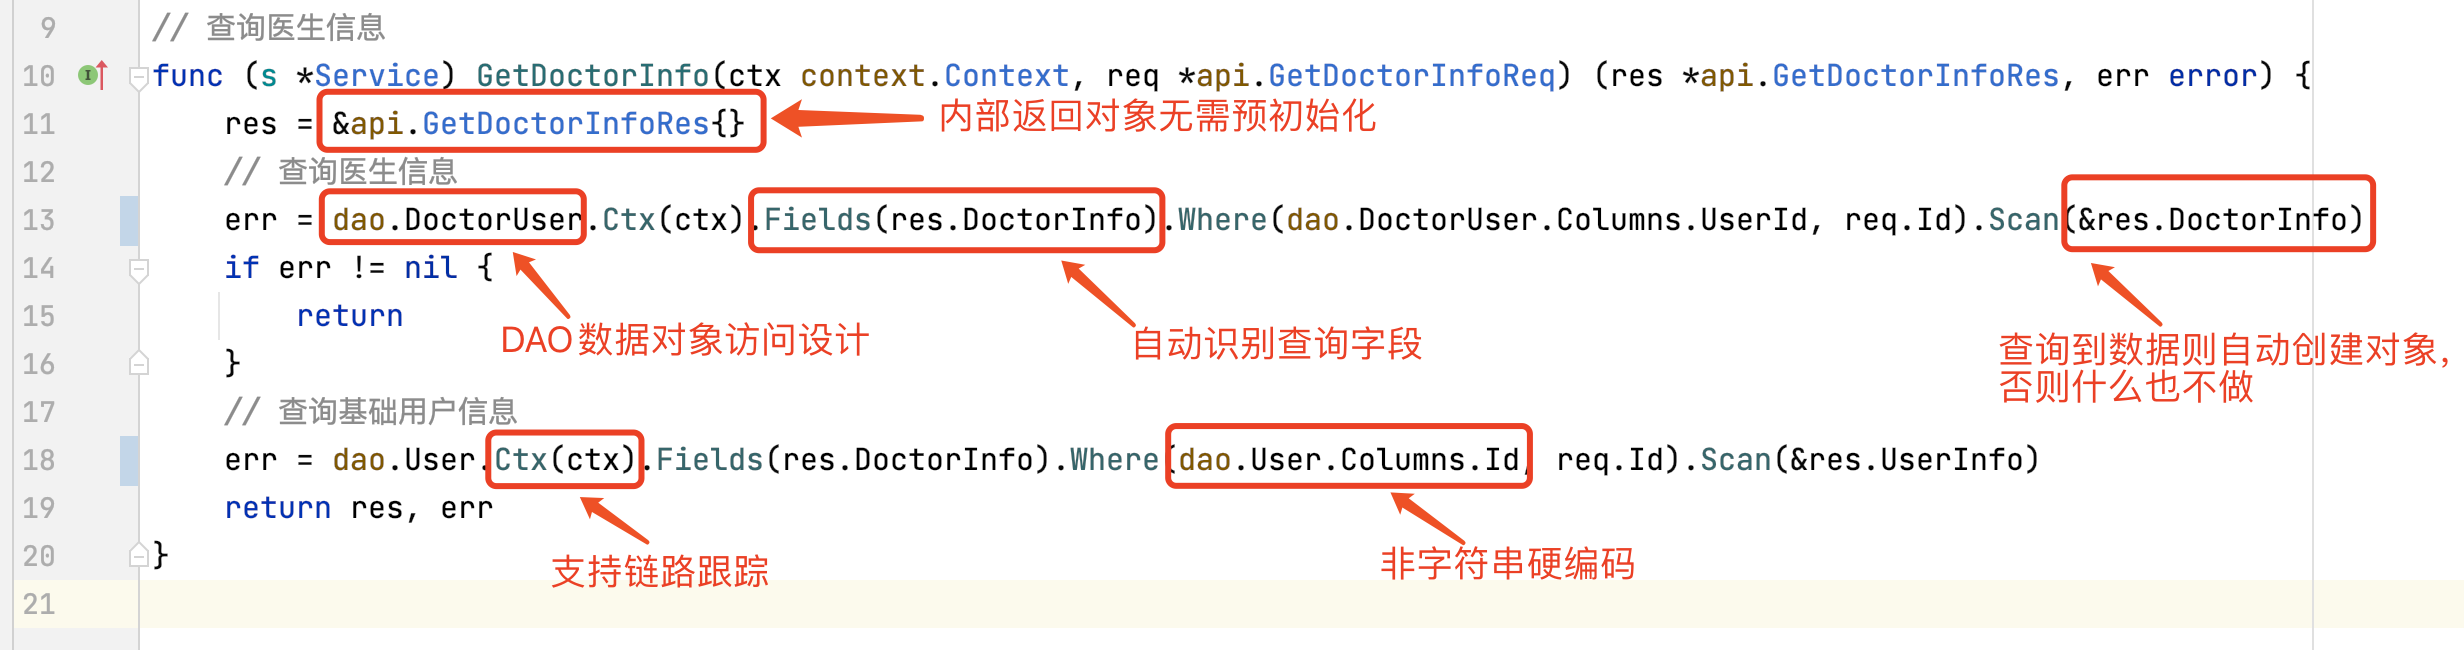 9 // 查询医生信息
10 func (s *Service) GetDoctorInfo(ctx context.Context, req *api.GetDoctorInfoReq) (res *api.GetDoctorInfoRes, err error) {
11 res = &api.GetDoctorInfoRes{}
内部返回对象无需预初始化
12 // 查询医生信息
13 err = dao.DoctorUser.Ctx(ctx).Fields(res.DoctorInfo).Where(dao.DoctorUser.Columns.UserId, req.Id).Scan(&res.DoctorInfo)
14 if err != nil {
15 return
DAO数据对象访问设计
自动识别查询字段
查询到数据则自动创建对象，
否则什么也不做
16 }
17 // 查询基础用户信息
18 err = dao.User.Ctx(ctx).Fields(res.DoctorInfo).Where(dao.User.Columns.Id, req.Id).Scan(&res.UserInfo)
19 return res, err
20 }
支持链路跟踪
非字符串硬编码
21